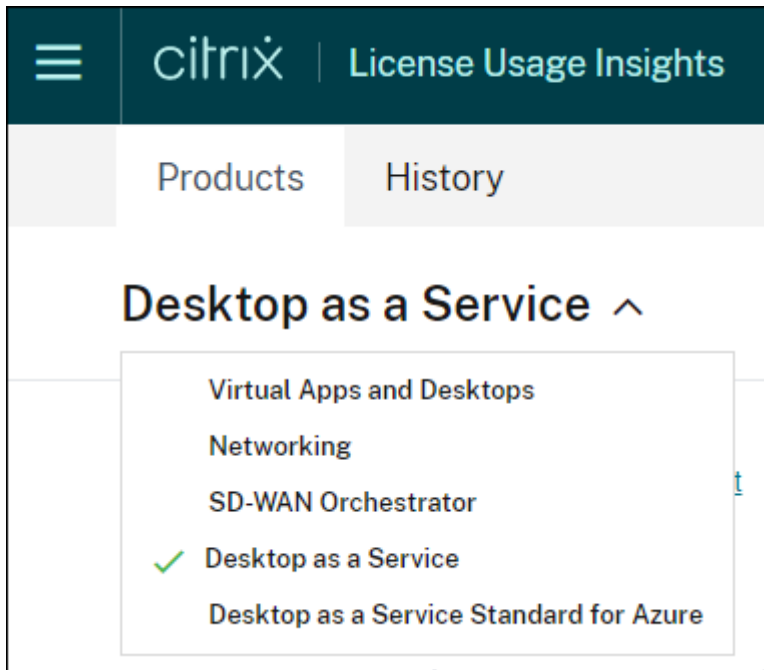 citrix | License Usage Insights
Products History
Desktop as a Service
Virtual Apps and Desktops
Networking
SD-WAN Orchestrator
t
Desktop as a Service
Desktop as a Service Standard for Azure